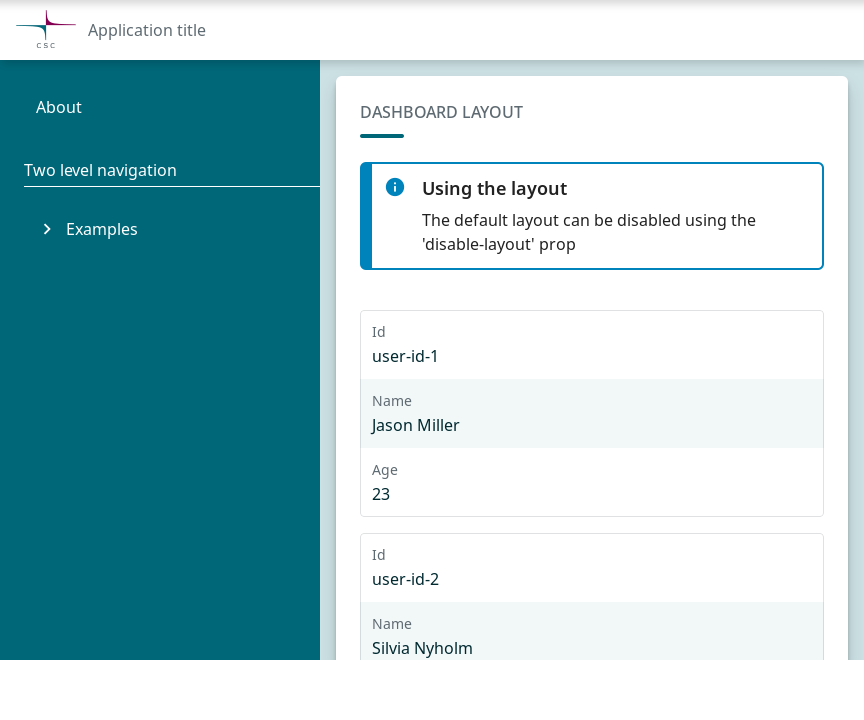 CSC
Application title
About
Two level navigation
Examples
DASHBOARD LAYOUT
Using the layout
The default layout can be disabled using the
'disable-layout' prop
Id
user-id-1
Name
Jason Miller
Age
23
Id
user-id-2
Name
Silvia Nyholm